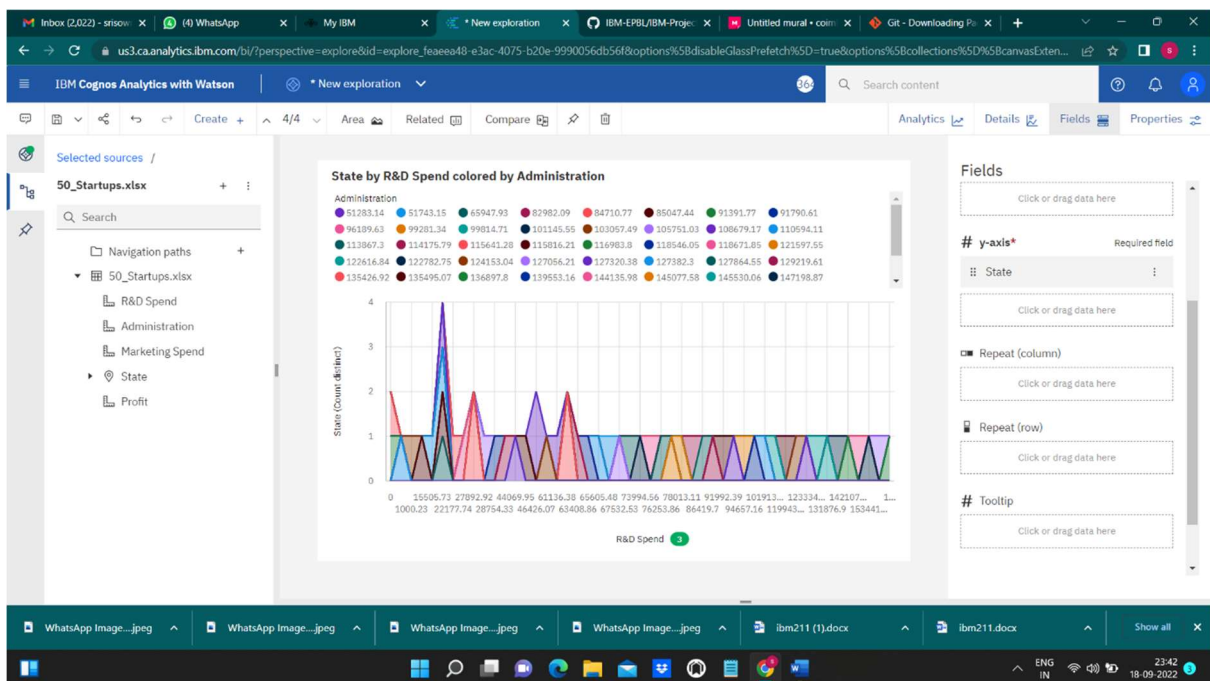 Inbox (2,022) - srisow
(4) WhatsApp
My IBM
* New exploration
IBM-EPBL/IBM-Projec
Untitled mural • coim
Git - Downloading Pa
us3.ca.analytics.ibm.com/bi/?perspective=explore&id=explore_feaeea48-e3ac-4075-b20e-9990056db56f&options%5BdisableGlassPrefetch%5D=true&options%5Bcollections%5D%5BcanvasExten...
S
IBM Cognos Analytics with Watson
* New exploration
Search content
Create +
4/4
Area
Related
Compare
Analytics
Details
Fields
Properties
Selected sources /
50_Startups.xlsx
Search
Navigation paths
50_Startups.xlsx
R&D Spend
Administration
Marketing Spend
State
Profit
State by R&D Spend colored by Administration
Administration
51283.14 51743.15 65947.93 82982.09 84710.77 85047.44 91391.77 91790.61
96189.63 99281.34 99814.71 101145.55 103057.49 105751.03 108679.17 110594.11
113867.3 114175.79 115641.28 115816.21 116983.8 118546.05 118671.85 121597.55
122616.84 122782.75 124153.04 127056.21 127320.38 127382.3 127864.55 129219.61
135426.92 135495.07 136897.8 139553.16 144135.98 145077.58 145530.06 147198.87
4
3
2
1
0
State (Count distinct)
0 15505.73 27892.92 44069.95 61136.38 65605.48 73994.56 78013.11 91992.39 101913... 123334... 142107... 1...
1000.23 22177.74 28754.33 46426.07 63408.86 67532.53 76253.86 86419.7 94657.16 119943... 131876.9 153441...
R&D Spend 3
Fields
Click or drag data here
# y-axis* Required field
State
Click or drag data here
Repeat (column)
Click or drag data here
Repeat (row)
Click or drag data here
# Tooltip
Click or drag data here
WhatsApp Image....jpeg
WhatsApp Image....jpeg
WhatsApp Image....jpeg
WhatsApp Image....jpeg
ibm211 (1).docx
ibm211.docx
Show all
ENG
IN
23:42
18-09-2022
3